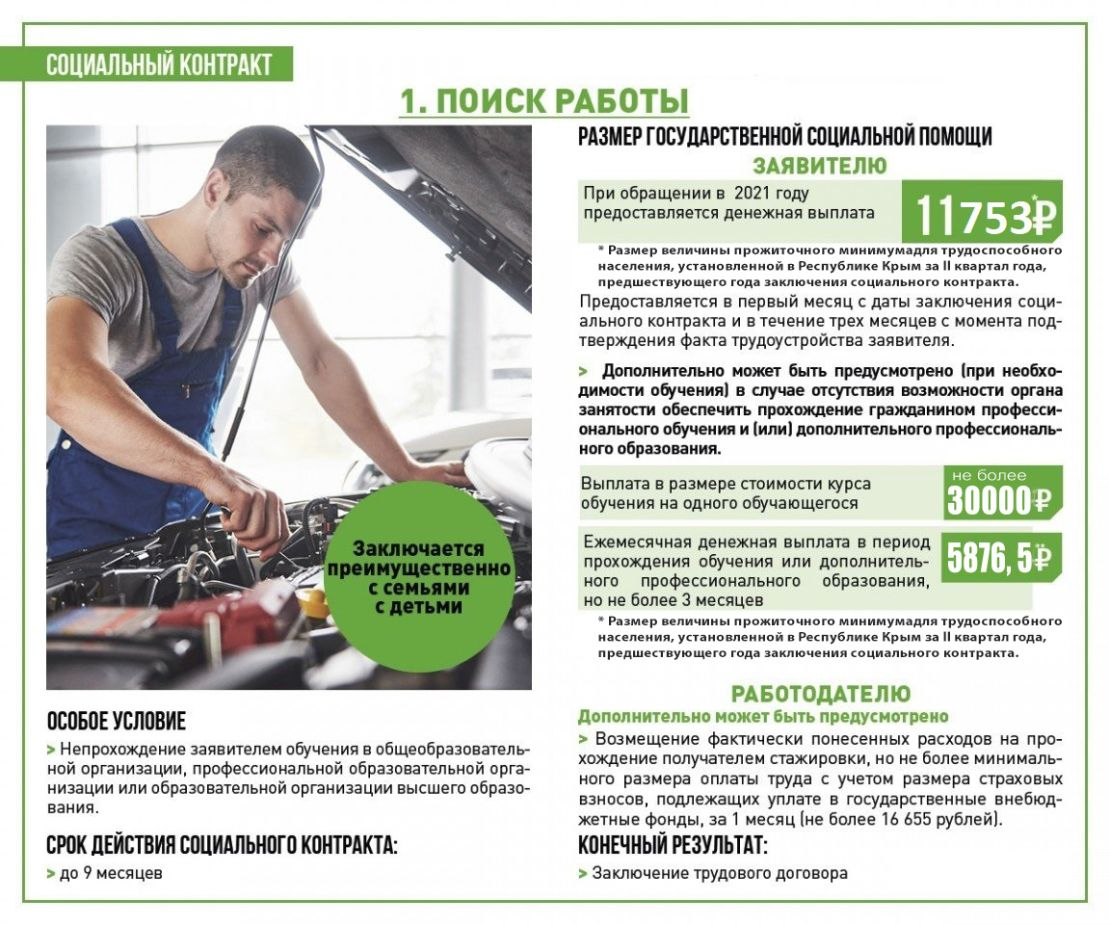 СОЦИАЛЬНЫЙ КОНТРАКТ
1. ПОИСК РАБОТЫ
Заключается
преимущественно
с семьями
с детьми
ОСОБОЕ УСЛОВИЕ
> Непрохождение заявителем обучения в общеобразователь-
ной организации, профессиональной образовательной орга-
низации или образовательной организации высшего образо-
вания.
СРОК ДЕЙСТВИЯ СОЦИАЛЬНОГО КОНТРАКТА:
> до 9 месяцев
РАЗМЕР ГОСУДАРСТВЕННОЙ СОЦИАЛЬНОЙ ПОМОЩИ
ЗАЯВИТЕЛЮ
При обращении в 2021 году
предоставляется денежная выплата
11753*₽
* Размер величины прожиточного минимумадля трудоспособного
населения, установленной в Республике Крым за II квартал года,
предшествующего года заключения социального контракта.
Предоставляется в первый месяц с даты заключения соци-
ального контракта и в течение трех месяцев с момента под-
тверждения факта трудоустройства заявителя.
> Дополнительно может быть предусмотрено (при необхо-
димости обучения) в случае отсутствия возможности органа
занятости обеспечить прохождение гражданином професси-
онального обучения и (или) дополнительного профессиональ-
ного образования.
Выплата в размере стоимости курса
обучения на одного обучающегося
не более
30000₽
Ежемесячная денежная выплата в период
прохождения обучения или дополнитель-
ного профессионального образования,
но не более 3 месяцев
5876,5*₽
* Размер величины прожиточного минимумадля трудоспособного
населения, установленной в Республике Крым за II квартал года,
предшествующего года заключения социального контракта.
РАБОТОДАТЕЛЮ
Дополнительно может быть предусмотрено
> Возмещение фактически понесенных расходов на про-
хождение получателем стажировки, но не более минималь-
ного размера оплаты труда с учетом размера страховых
взносов, подлежащих уплате в государственные внебюд-
жетные фонды, за 1 месяц (не более 16 655 рублей).
КОНЕЧНЫЙ РЕЗУЛЬТАТ:
> Заключение трудового договора